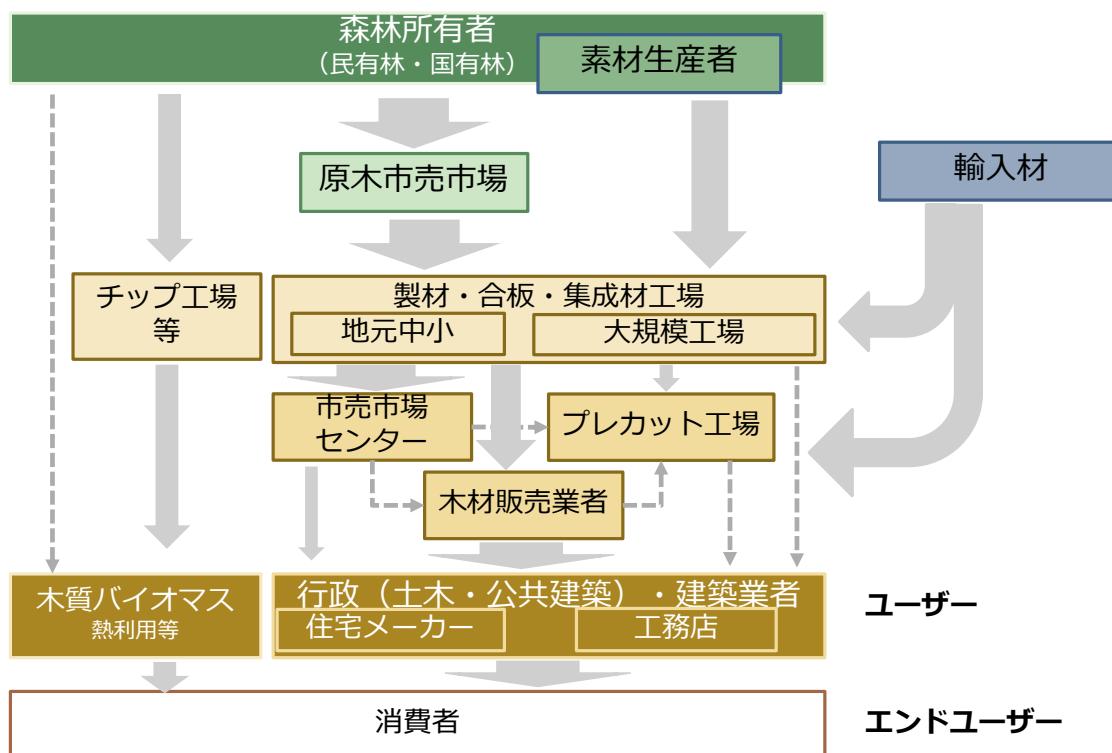 森林所有者
（民有林・国有林）
素材生産者
原木市売市場
輸入材
チップ工場
等
製材・合板・集成材工場
地元中小
大規模工場
市売市場
センター
プレカット工場
木材販売業者
木質バイオマス
熱利用等
行政（土木・公共建築）・建築業者
住宅メーカー
工務店
ユーザー
消費者
エンドユーザー